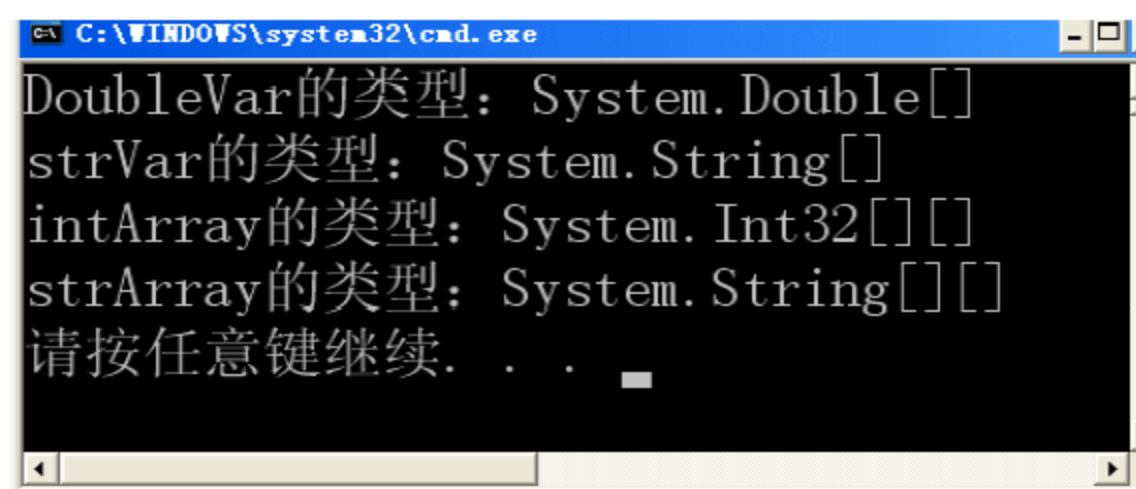 C:\WINDOWS\system32\cmd.exe
DoubleVar的类型：System.Double[]
strVar的类型：System.String[]
intArray的类型：System.Int32[][]
strArray的类型：System.String[][]
请按任意键继续. . .